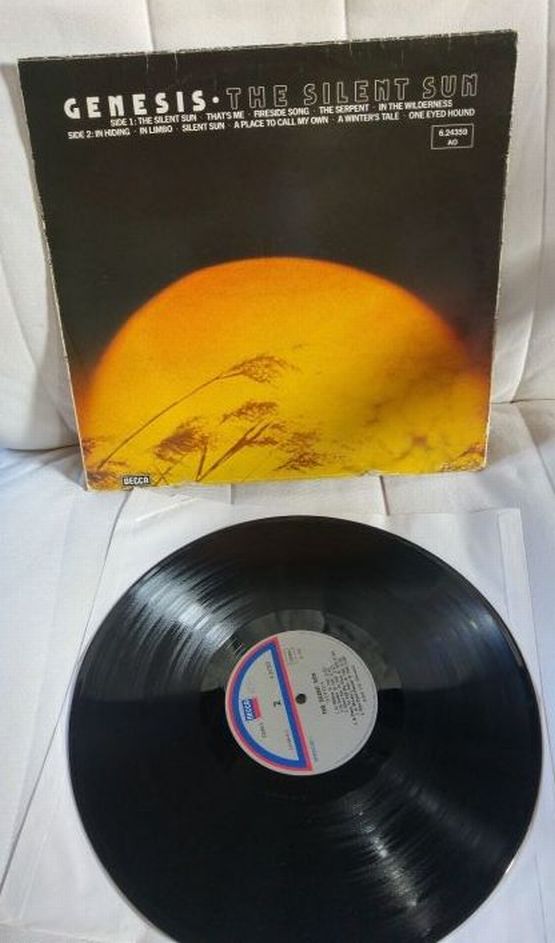 GENESIS · THE SILENT SUN
SIDE 1: THE SILENT SUN · THAT'S ME · FIRESIDE SONG · THE SERPENT · IN THE WILDERNESS
SIDE 2: IN HIDING · IN LIMBO · SILENT SUN · A PLACE TO CALL MY OWN · A WINTER'S TALE · ONE EYED HOUND
6.24359
AO
DECCA
DECCA
2
THE SILENT SUN